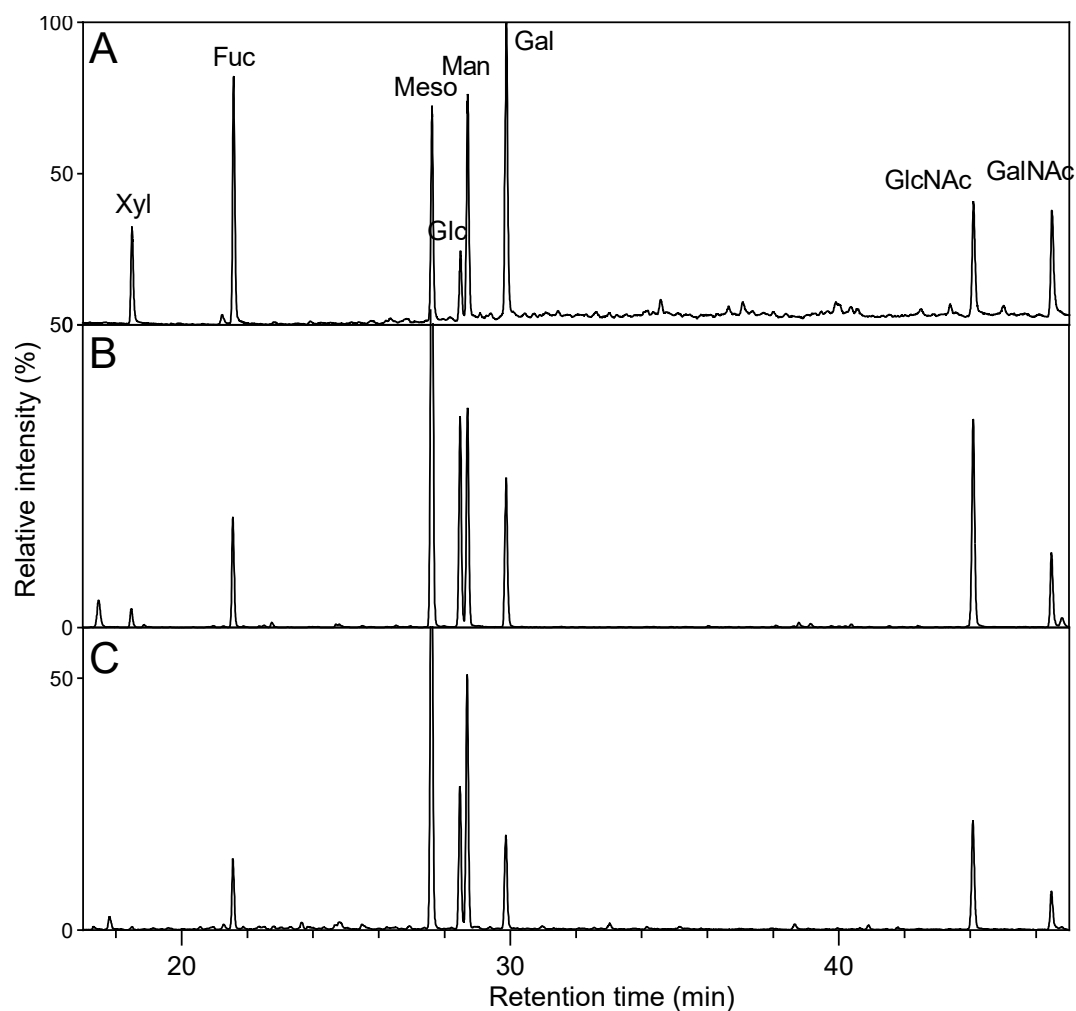 100
A
Fuc
Gal
Man
Meso
50
GlcNAc
GalNAc
Xyl
Glc
50
B
Relative intensity (%)
0
C
50
0
20
30
40
Retention time (min)